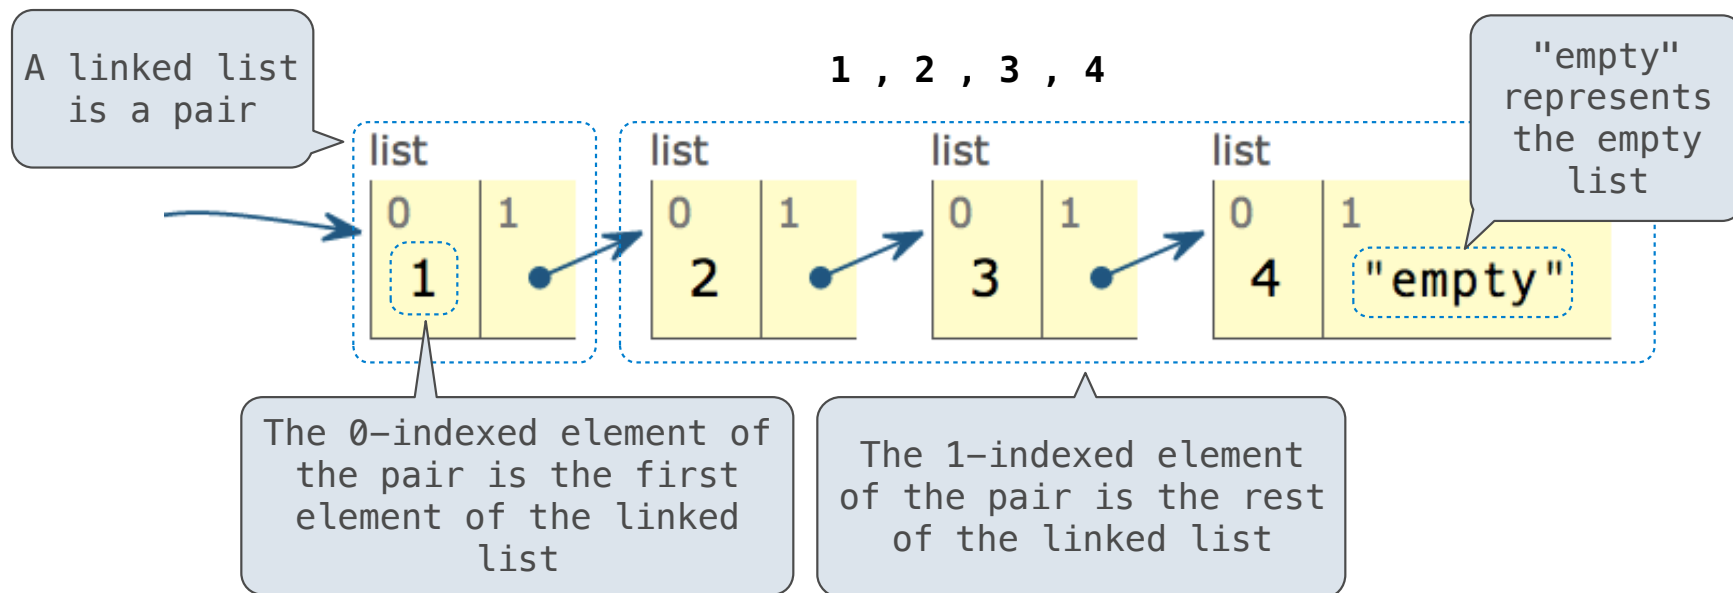 A linked list
is a pair
1 , 2 , 3 , 4
"empty"
represents
the empty
list
list
0 1
1
list
0 1
2
list
0 1
3
list
0 1
4 "empty"
The 0-indexed element of
the pair is the first
element of the linked
list
The 1-indexed element
of the pair is the rest
of the linked list